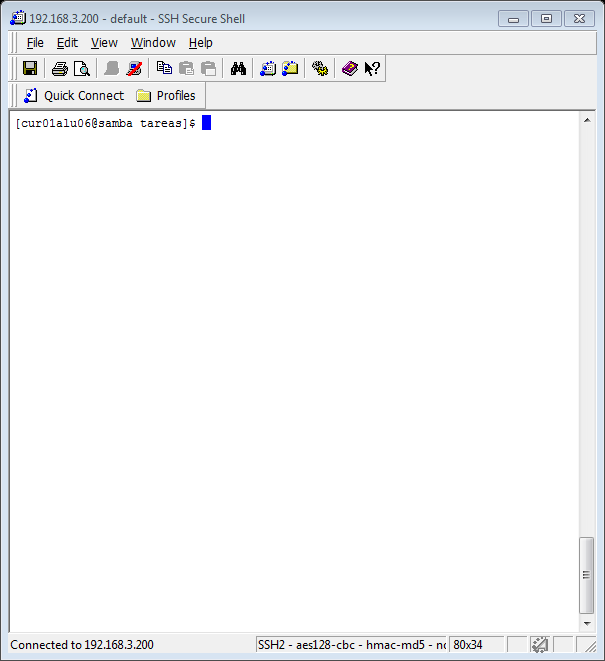 192.168.3.200 - default - SSH Secure Shell
File Edit View Window Help
Quick Connect Profiles
[cur01alu06@samba tareas]$
Connected to 192.168.3.200 SSH2 - aes128-cbc - hmac-md5 - 80x34